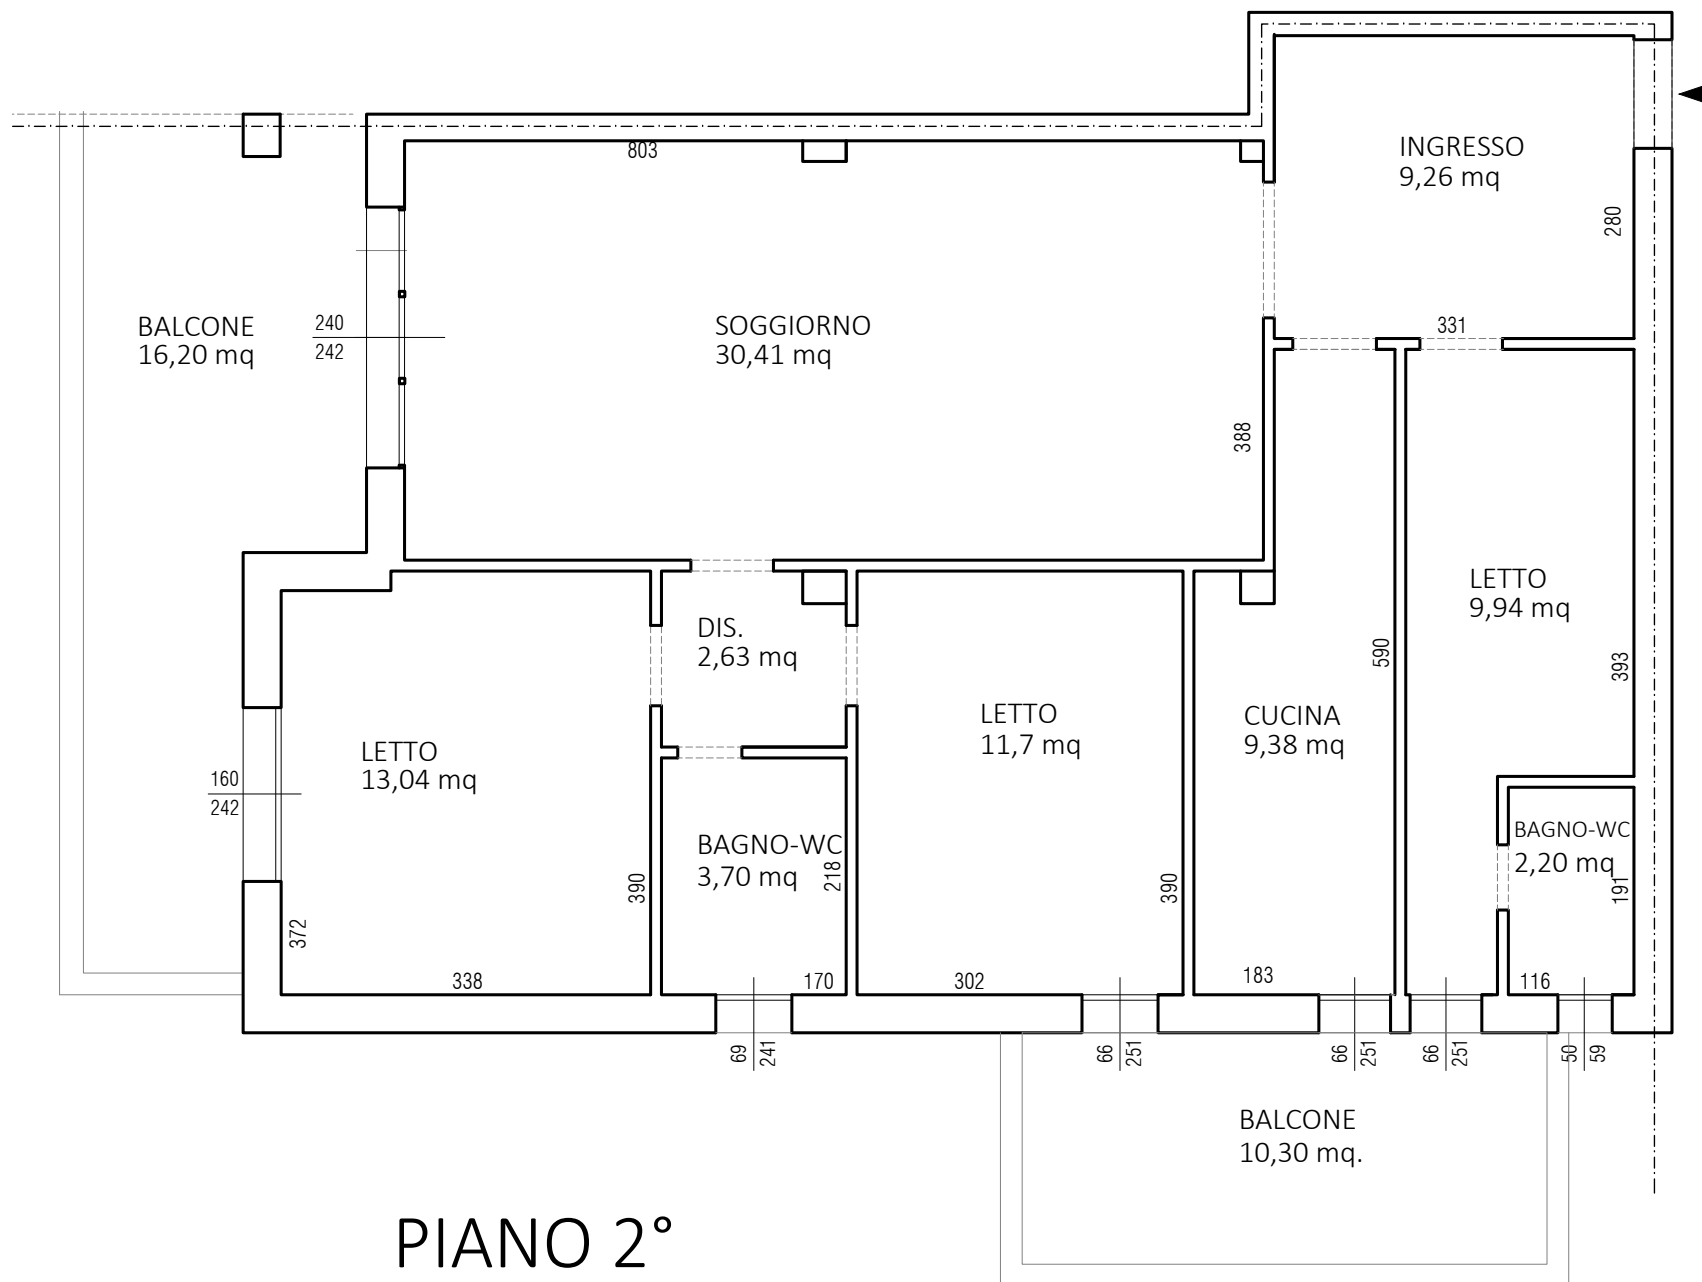 803
INGRESSO
9,26 mq
280
BALCONE
16,20 mq
240
242
SOGGIORNO
30,41 mq
331
388
LETTO
9,94 mq
DIS.
2,63 mq
590
393
LETTO
11,7 mq
CUCINA
9,38 mq
LETTO
13,04 mq
160
242
BAGNO-WC
3,70 mq
218
BAGNO-WC
2,20 mq
191
390
390
372
338
170
302
183
116
69
241
66
251
66
251
66
251
50
59
BALCONE
10,30 mq.
PIANO 2°